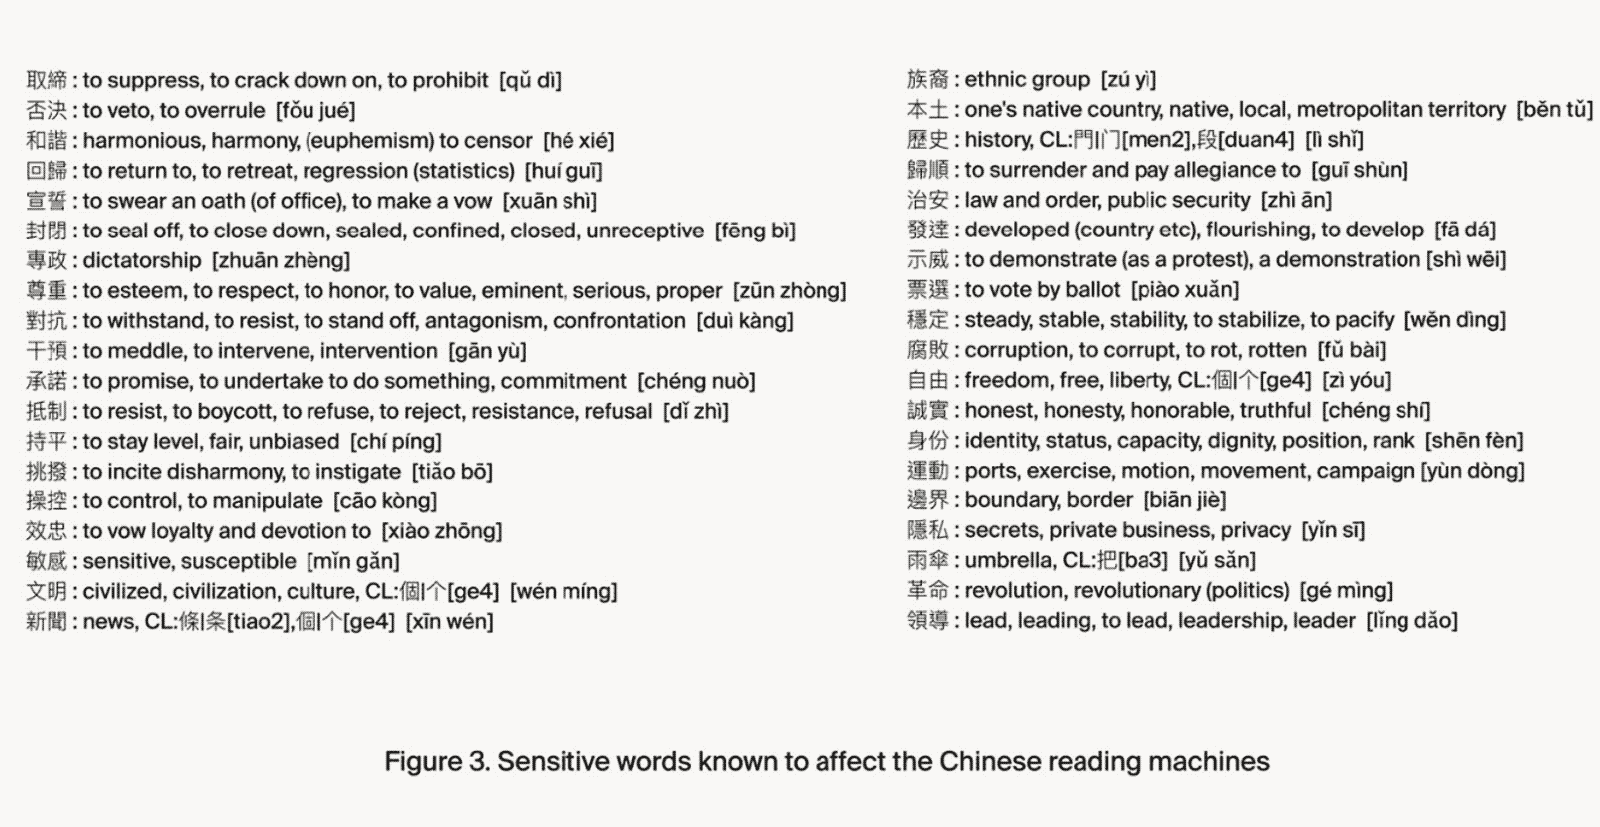 取締 : to suppress, to crack down on, to prohibit [qǔ dì]
否決 : to veto, to overrule [fǒu jué]
和諧 : harmonious, harmony, (euphemism) to censor [hé xié]
回歸 : to return to, to retreat, regression (statistics) [huí guī]
宣誓 : to swear an oath (of office), to make a vow [xuān shì]
封閉 : to seal off, to close down, sealed, confined, closed, unreceptive [fēng bì]
專政 : dictatorship [zhuān zhèng]
尊重 : to esteem, to respect, to honor, to value, eminent, serious, proper [zūn zhòng]
對抗 : to withstand, to resist, to stand off, antagonism, confrontation [duì kàng]
干預 : to meddle, to intervene, intervention [gān yù]
承諾 : to promise, to undertake to do something, commitment [chéng nuò]
抵制 : to resist, to boycott, to refuse, to reject, resistance, refusal [dǐ zhì]
持平 : to stay level, fair, unbiased [chí píng]
挑撥 : to incite disharmony, to instigate [tiǎo bō]
操控 : to control, to manipulate [cāo kòng]
效忠 : to vow loyalty and devotion to [xiào zhōng]
敏感 : sensitive, susceptible [mǐn gǎn]
文明 : civilized, civilization, culture, CL:個|个[ge4] [wén míng]
新聞 : news, CL:條|条[tiao2],個|个[ge4] [xīn wén]
族裔 : ethnic group [zú yì]
本土 : one's native country, native, local, metropolitan territory [běn tǔ]
歷史 : history, CL:門|门[men2],段[duan4] [lì shǐ]
歸順 : to surrender and pay allegiance to [guī shùn]
治安 : law and order, public security [zhì ān]
發達 : developed (country etc), flourishing, to develop [fā dá]
示威 : to demonstrate (as a protest), a demonstration [shì wēi]
票選 : to vote by ballot [piào xuǎn]
穩定 : steady, stable, stability, to stabilize, to pacify [wěn dìng]
腐敗 : corruption, to corrupt, to rot, rotten [fǔ bài]
自由 : freedom, free, liberty, CL:個|个[ge4] [zì yóu]
誠實 : honest, honesty, honorable, truthful [chéng shí]
身份 : identity, status, capacity, dignity, position, rank [shēn fèn]
運動 : ports, exercise, motion, movement, campaign [yùn dòng]
邊界 : boundary, border [biān jiè]
隱私 : secrets, private business, privacy [yǐn sī]
雨傘 : umbrella, CL:把[ba3] [yǔ sǎn]
革命 : revolution, revolutionary (politics) [gé mìng]
領導 : lead, leading, to lead, leadership, leader [lǐng dǎo]
Figure 3. Sensitive words known to affect the Chinese reading machines